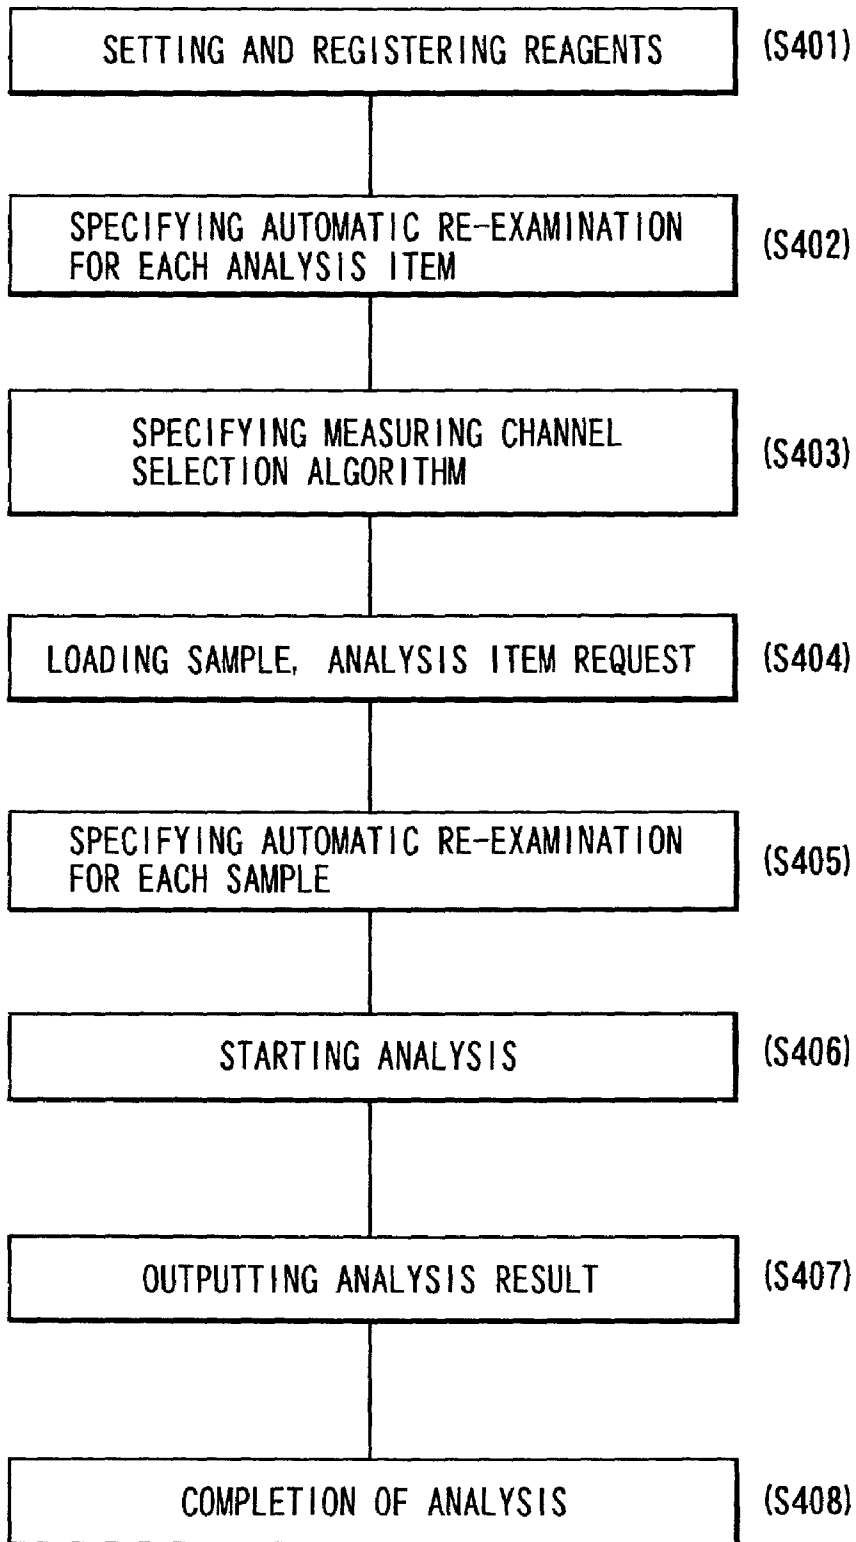 SETTING AND REGISTERING REAGENTS (S401)
SPECIFYING AUTOMATIC RE-EXAMINATION
FOR EACH ANALYSIS ITEM
(S402)
SPECIFYING MEASURING CHANNEL
SELECTION ALGORITHM
(S403)
LOADING SAMPLE, ANALYSIS ITEM REQUEST (S404)
SPECIFYING AUTOMATIC RE-EXAMINATION
FOR EACH SAMPLE
(S405)
STARTING ANALYSIS (S406)
OUTPUTTING ANALYSIS RESULT (S407)
COMPLETION OF ANALYSIS (S408)